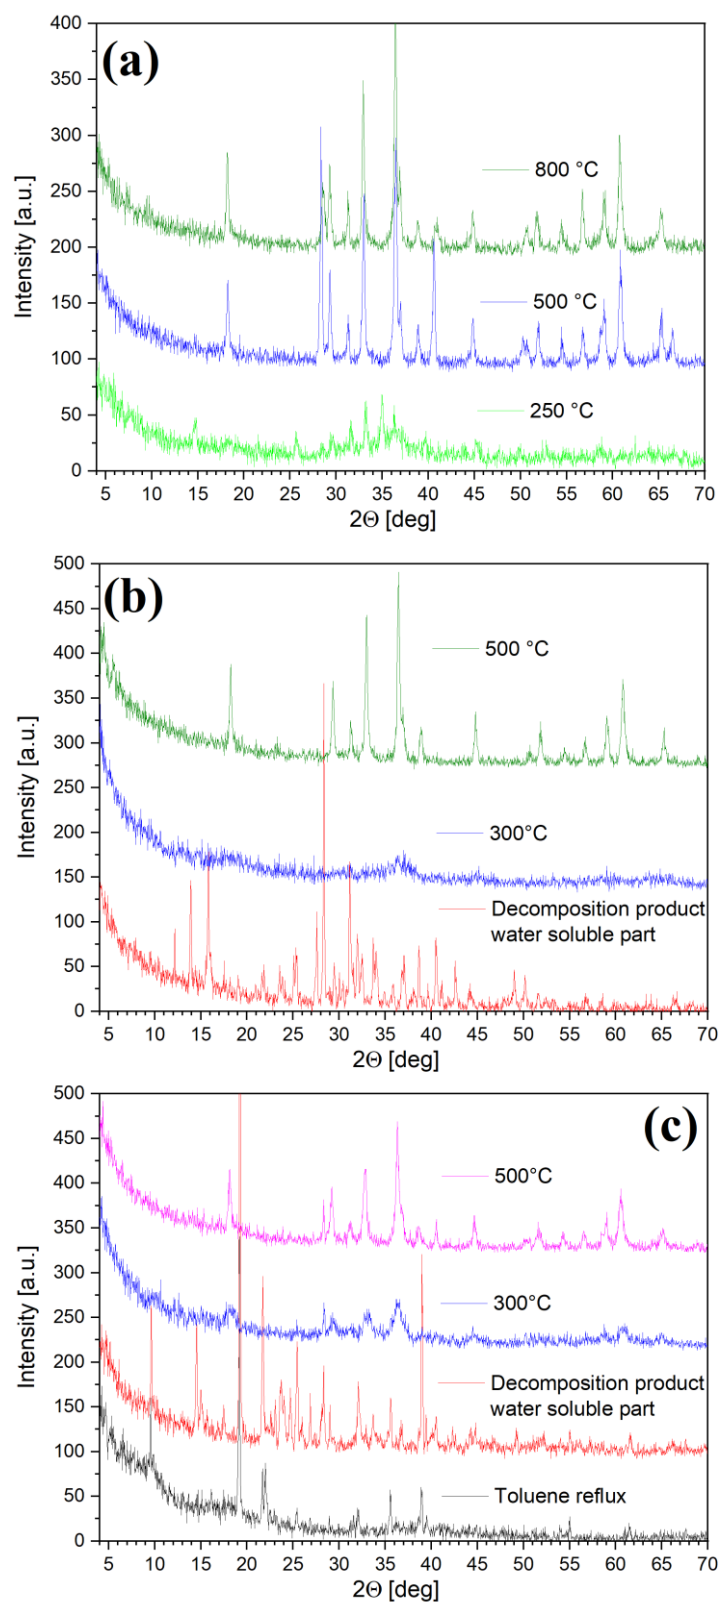 (a)
400
350
300
250
200
150
100
50
0
Intensity [a.u.]
800 °C
500 °C
250 °C
5 10 15 20 25 30 35 40 45 50 55 60 65 70
2Θ [deg]
(b)
500
450
400
350
300
250
200
150
100
50
0
Intensity [a.u.]
500 °C
300°C
Decomposition product
water soluble part
5 10 15 20 25 30 35 40 45 50 55 60 65 70
2Θ [deg]
(c)
500
450
400
350
300
250
200
150
100
50
0
Intensity [a.u.]
500°C
300°C
Decomposition product
water soluble part
Toluene reflux
5 10 15 20 25 30 35 40 45 50 55 60 65 70
2Θ [deg]